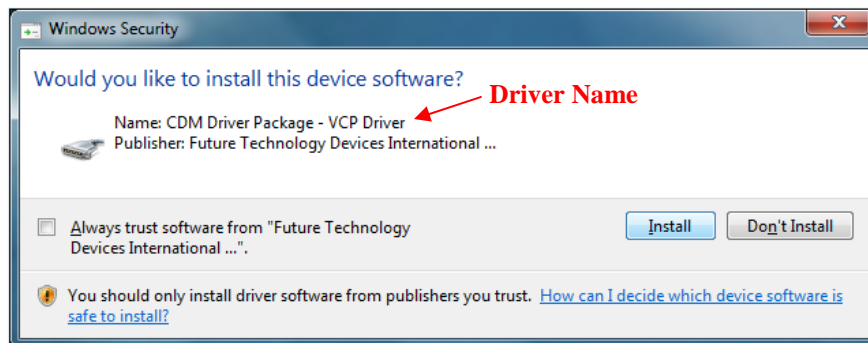 Windows Security
Would you like to install this device software?
Driver Name
Name: CDM Driver Package - VCP Driver
Publisher: Future Technology Devices International ...
Always trust software from "Future Technology
Devices International ...".
Install
Don't Install
You should only install driver software from publishers you trust. How can I decide which device software is
safe to install?